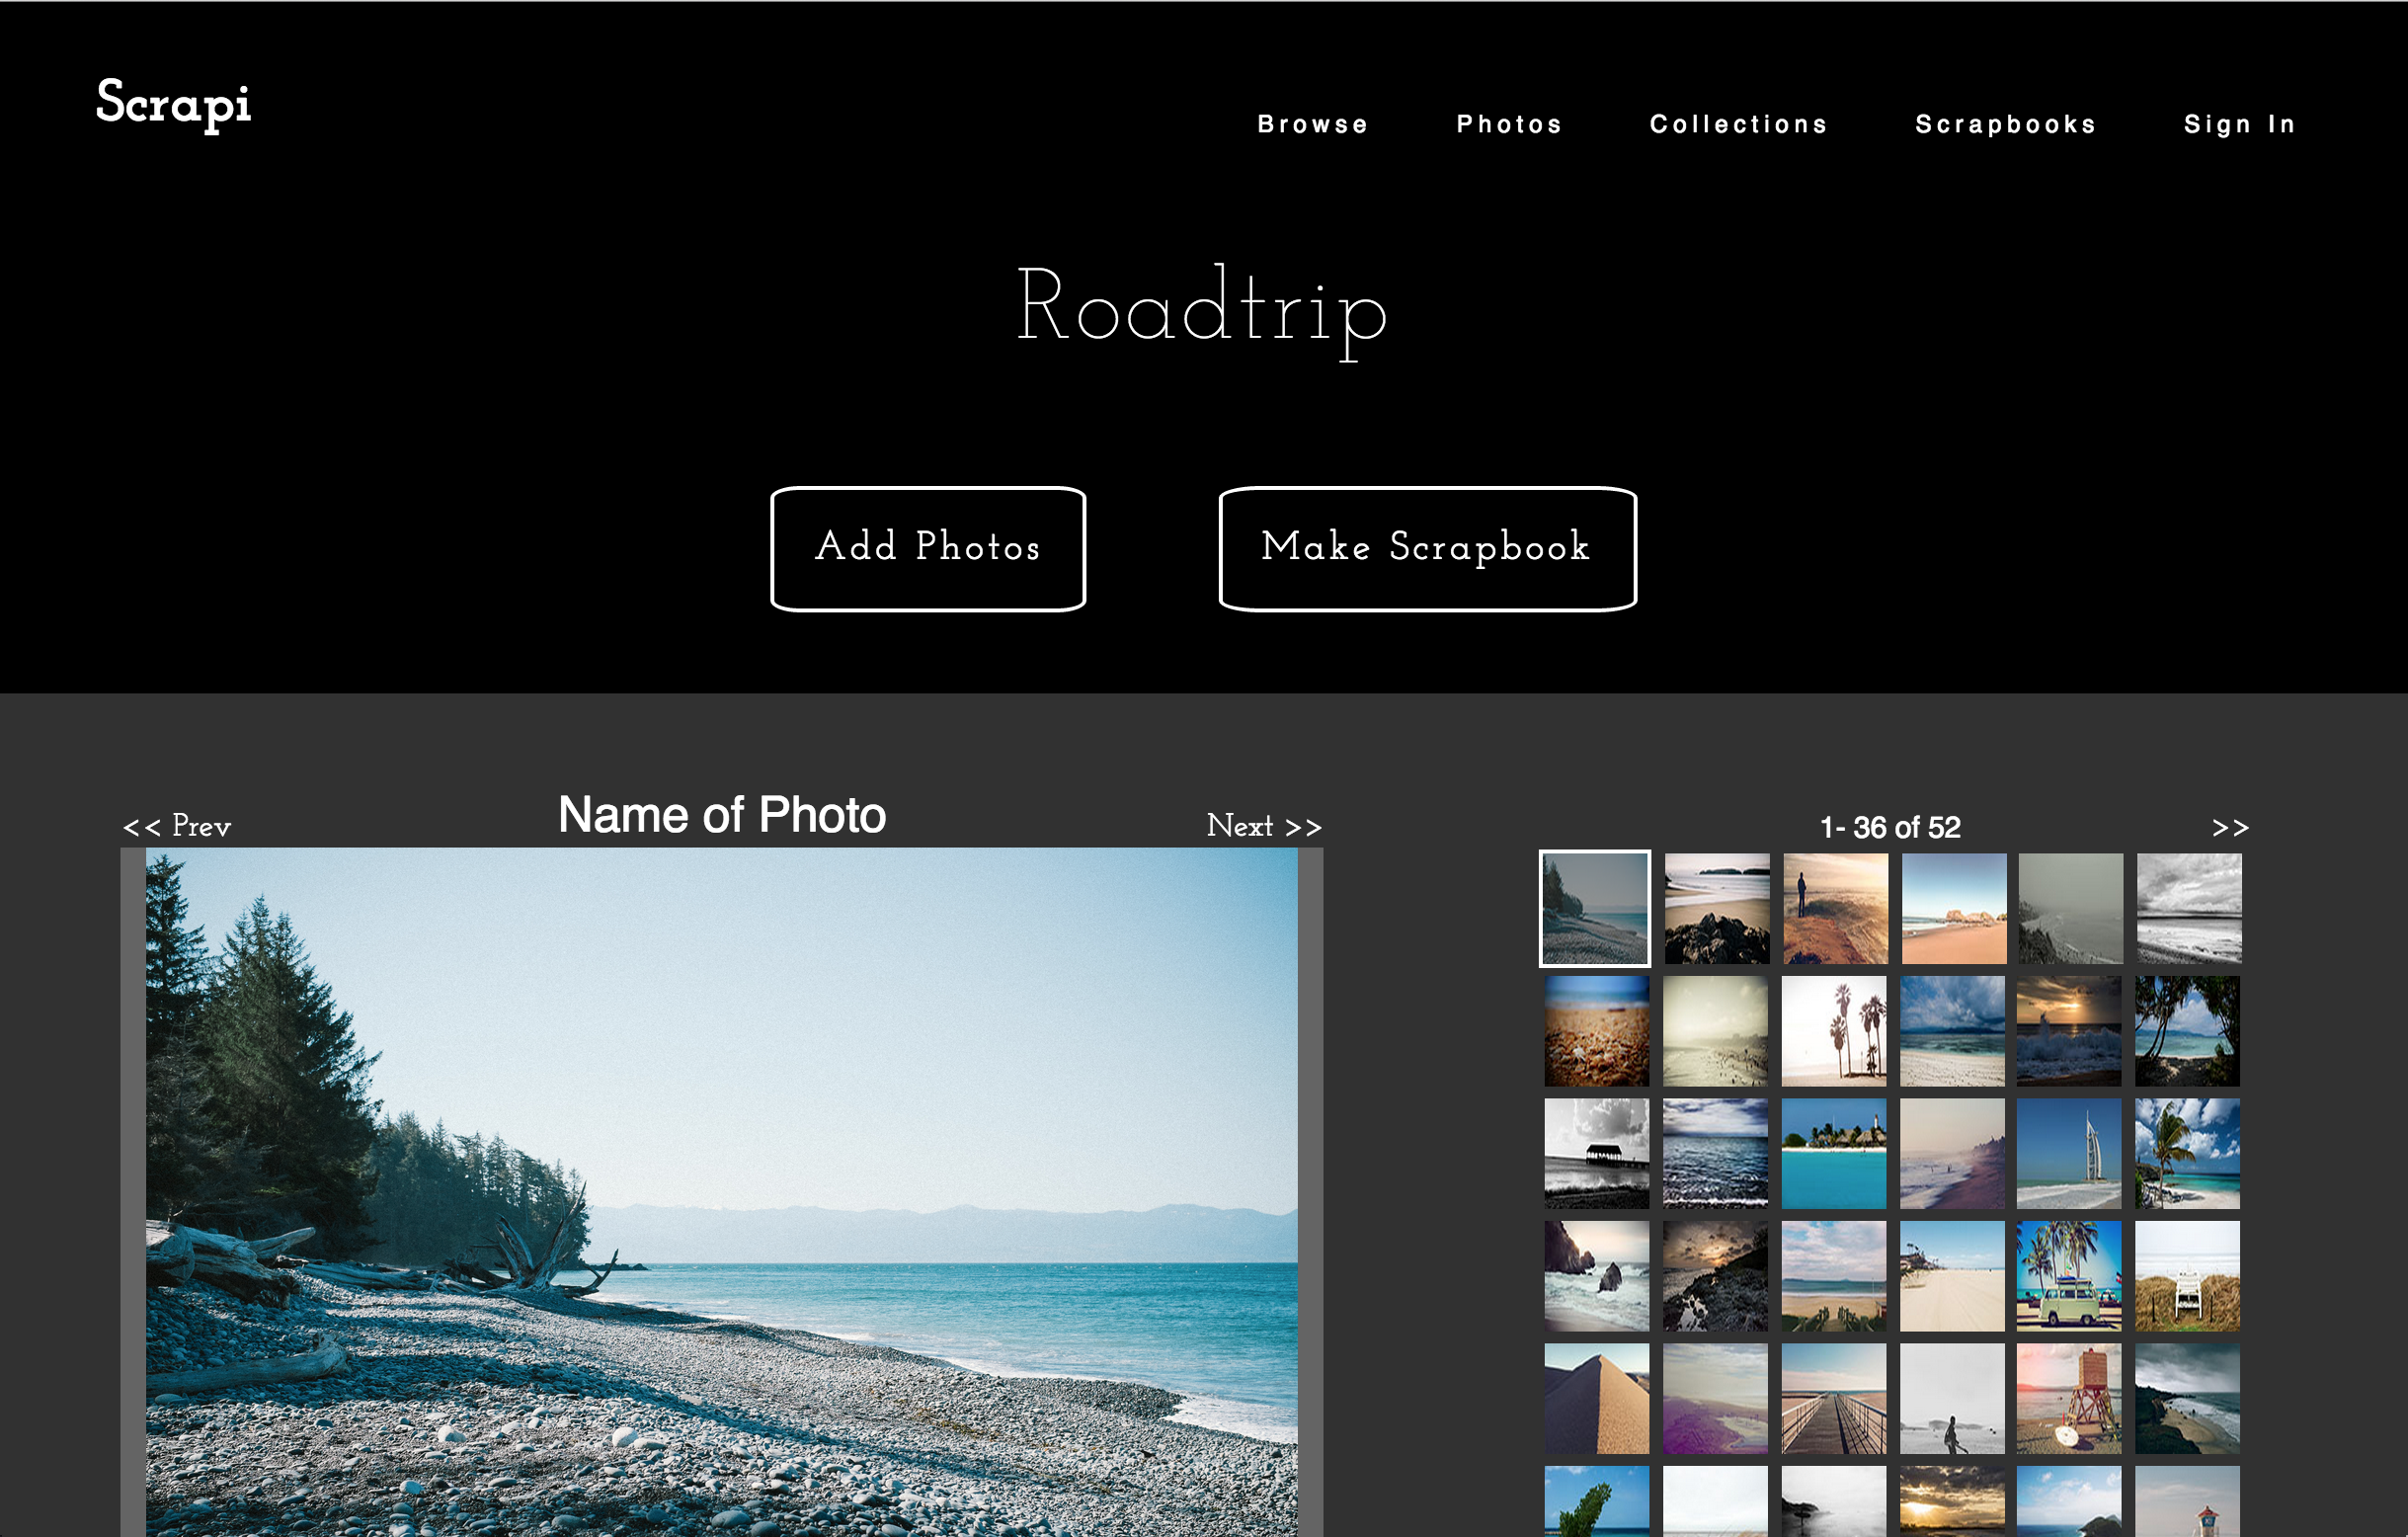 Scrapi
Browse Photos Collections Scrapbooks Sign In
Roadtrip
Add Photos
Make Scrapbook
<< Prev
Name of Photo
Next >>
1- 36 of 52
>>